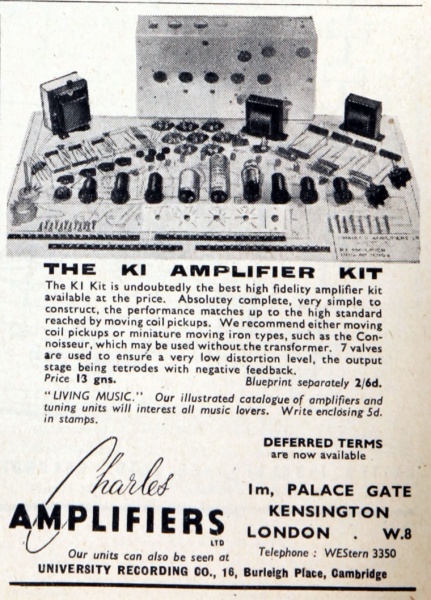 THE KI AMPLIFIER KIT
The K1 Kit is undoubtedly the best high fidelity amplifier kit
available at the price. Absolutey complete, very simple to
construct, the performance matches up to the high standard
reached by moving coil pickups. We recommend either moving
coil pickups or miniature moving iron types, such as the Con-
noisseur, which may be used without the transformer. 7 valves
are used to ensure a very low distortion level, the output
stage being tetrodes with negative feedback.
Price 13 gns. Blueprint separately 2/6d.
"LIVING MUSIC." Our illustrated catalogue of amplifiers and
tuning units will interest all music lovers. Write enclosing 5d.
in stamps.
DEFERRED TERMS
are now available
Charles
AMPLIFIERS
LTD
1m, PALACE GATE
KENSINGTON
LONDON . W.8
Telephone : WEStern 3350
Our units can also be seen at
UNIVERSITY RECORDING CO., 16, Burleigh Place, Cambridge